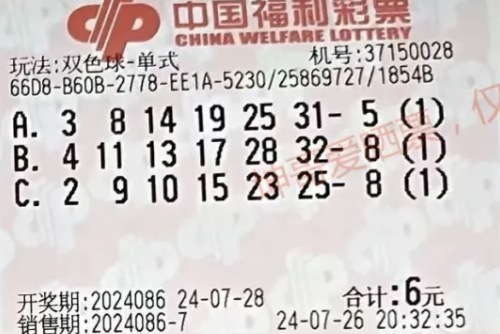 中国福利彩票
CHINA WELFARE LOTTERY
玩法:双色球-单式 机号:37150028
66D8-B60B-2778-EE1A-5230/25869727/1854B
A. 3 8 14 19 25 31- 5 (1)
B. 4 11 13 17 28 32- 8 (1)
C. 2 9 10 15 23 25- 8 (1)
开奖期:2024086 24-07-28 合计:6元
销售期:2024086-7 24-07-26 20:32:35